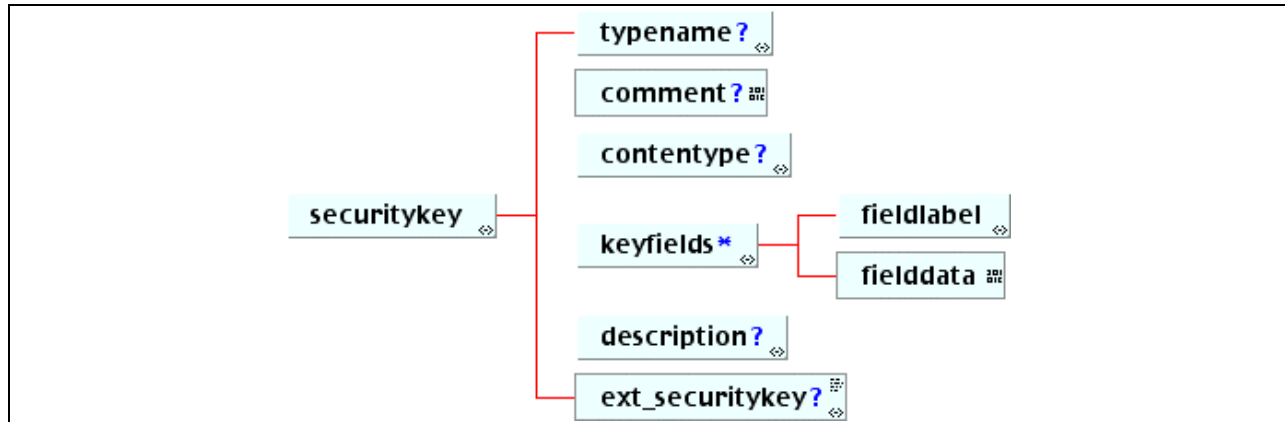 typename?
comment?
contentype?
securitykey
fieldlabel
keyfields*
fielddata
description?
ext_securitykey?